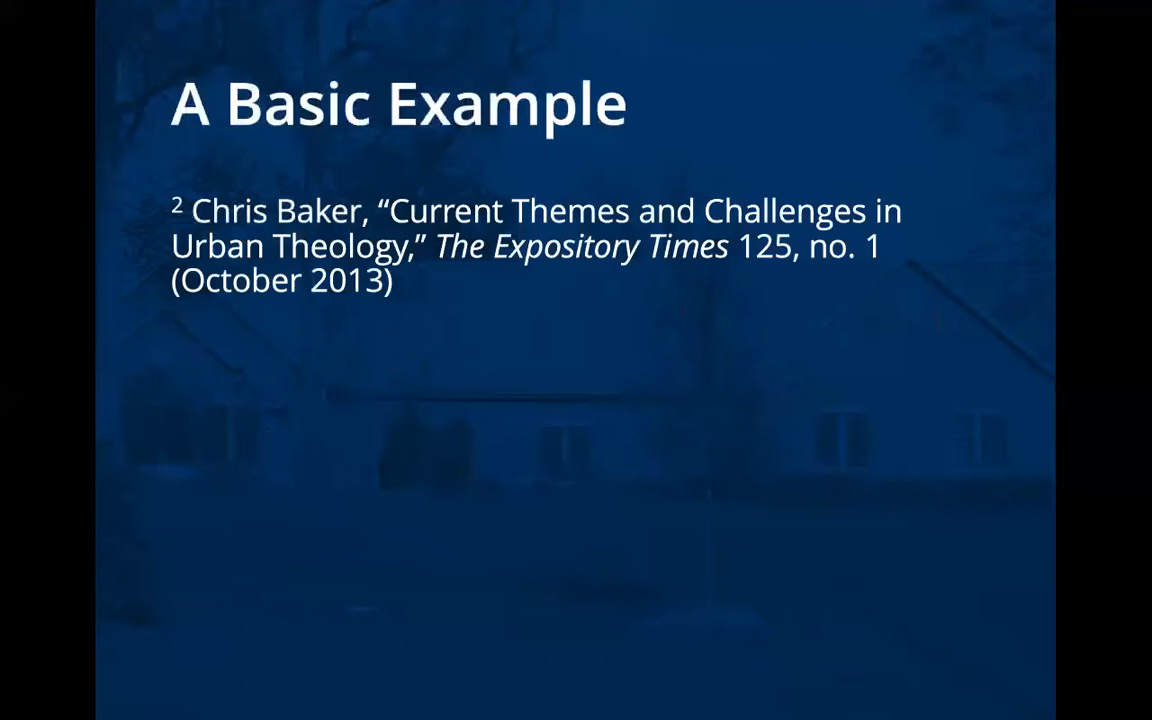 A Basic Example
² Chris Baker, “Current Themes and Challenges in
Urban Theology,” The Expository Times 125, no. 1
(October 2013)